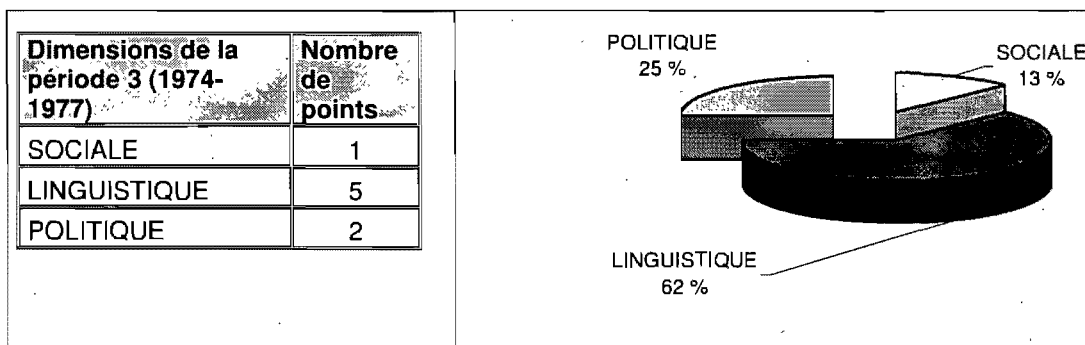 Dimensions de la
période 3 (1974-
1977)
Nombre
de
points
SOCIALE 1
LINGUISTIQUE 5
POLITIQUE 2
POLITIQUE
25 %
SOCIALE
13 %
LINGUISTIQUE
62 %